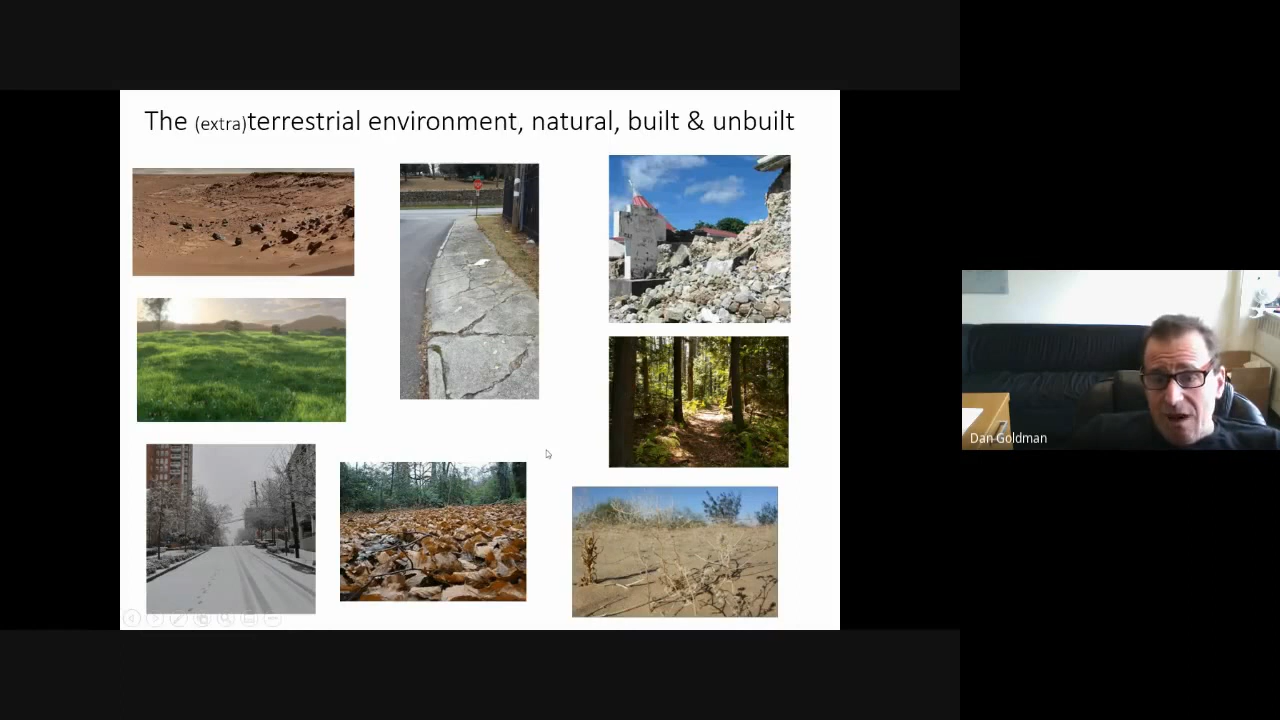 The (extra)terrestrial environment, natural, built & unbuilt
Dan Goldman